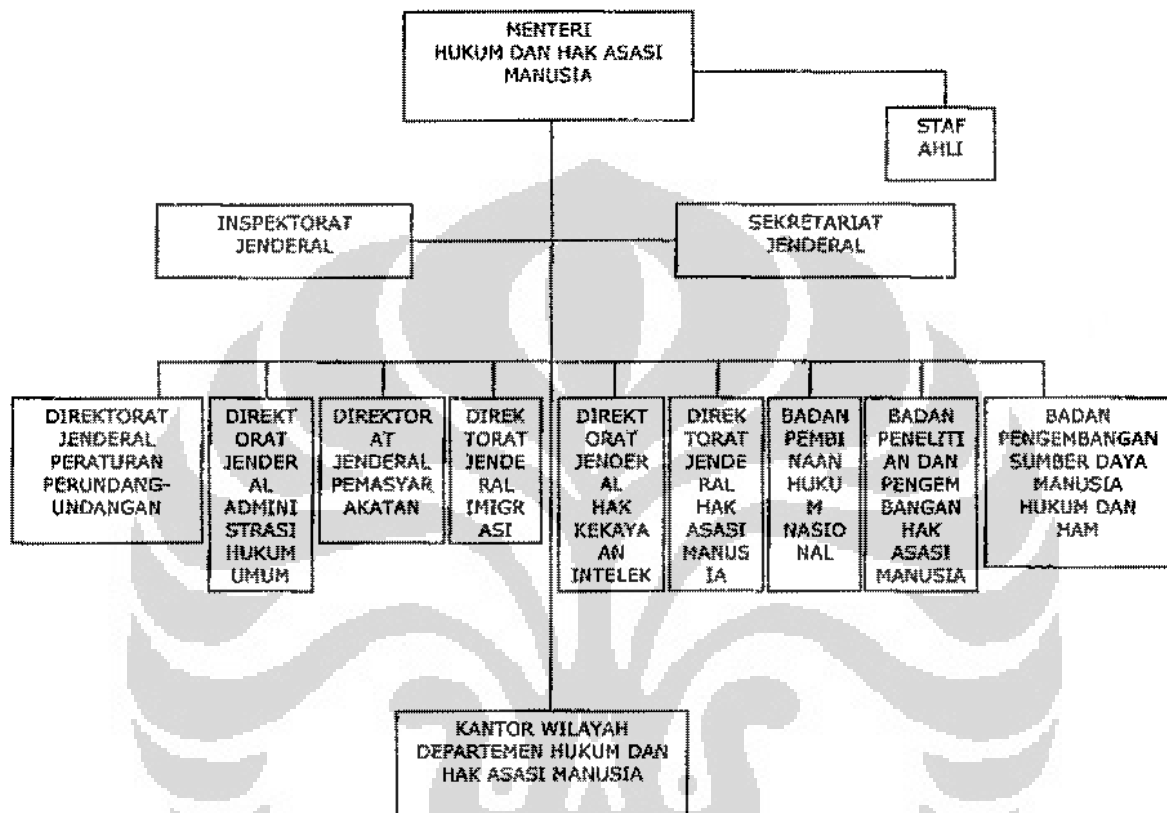 MENTERI
HUKUM DAN HAK ASASI
MANUSIA
STAF
AHLI
INSPEKTORAT
JENDERAL
SEKRETARIAT
JENDERAL
DIREKTORAT
JENDERAL
PERATURAN
PERUNDANG-
UNDANGAN
DIREKT
ORAT
JENDER
AL
ADMINI
STRASI
HUKUM
UMUM
DIREKTOR
AT
JENDERAL
PEMASYAR
AKATAN
DIREK
TORAT
JENDE
RAL
IMIGR
ASI
DIREKT
ORAT
JENDER
AL
HAK
KEKAYA
AN
INTELEK
DIREK
TORAT
JENDE
RAL
HAK
ASASI
MANUS
IA
BADAN
PEMBI
NAAN
HUKU
M
NASIO
NAL
BADAN
PENELITI
AN DAN
PENGEM
BANGAN
HAK
ASASI
MANUSIA
BADAN
PENGEMBANGAN
SUMBER DAYA
MANUSIA
HUKUM DAN
HAM
KANTOR WILAYAH
DEPARTEMEN HUKUM DAN
HAK ASASI MANUSIA